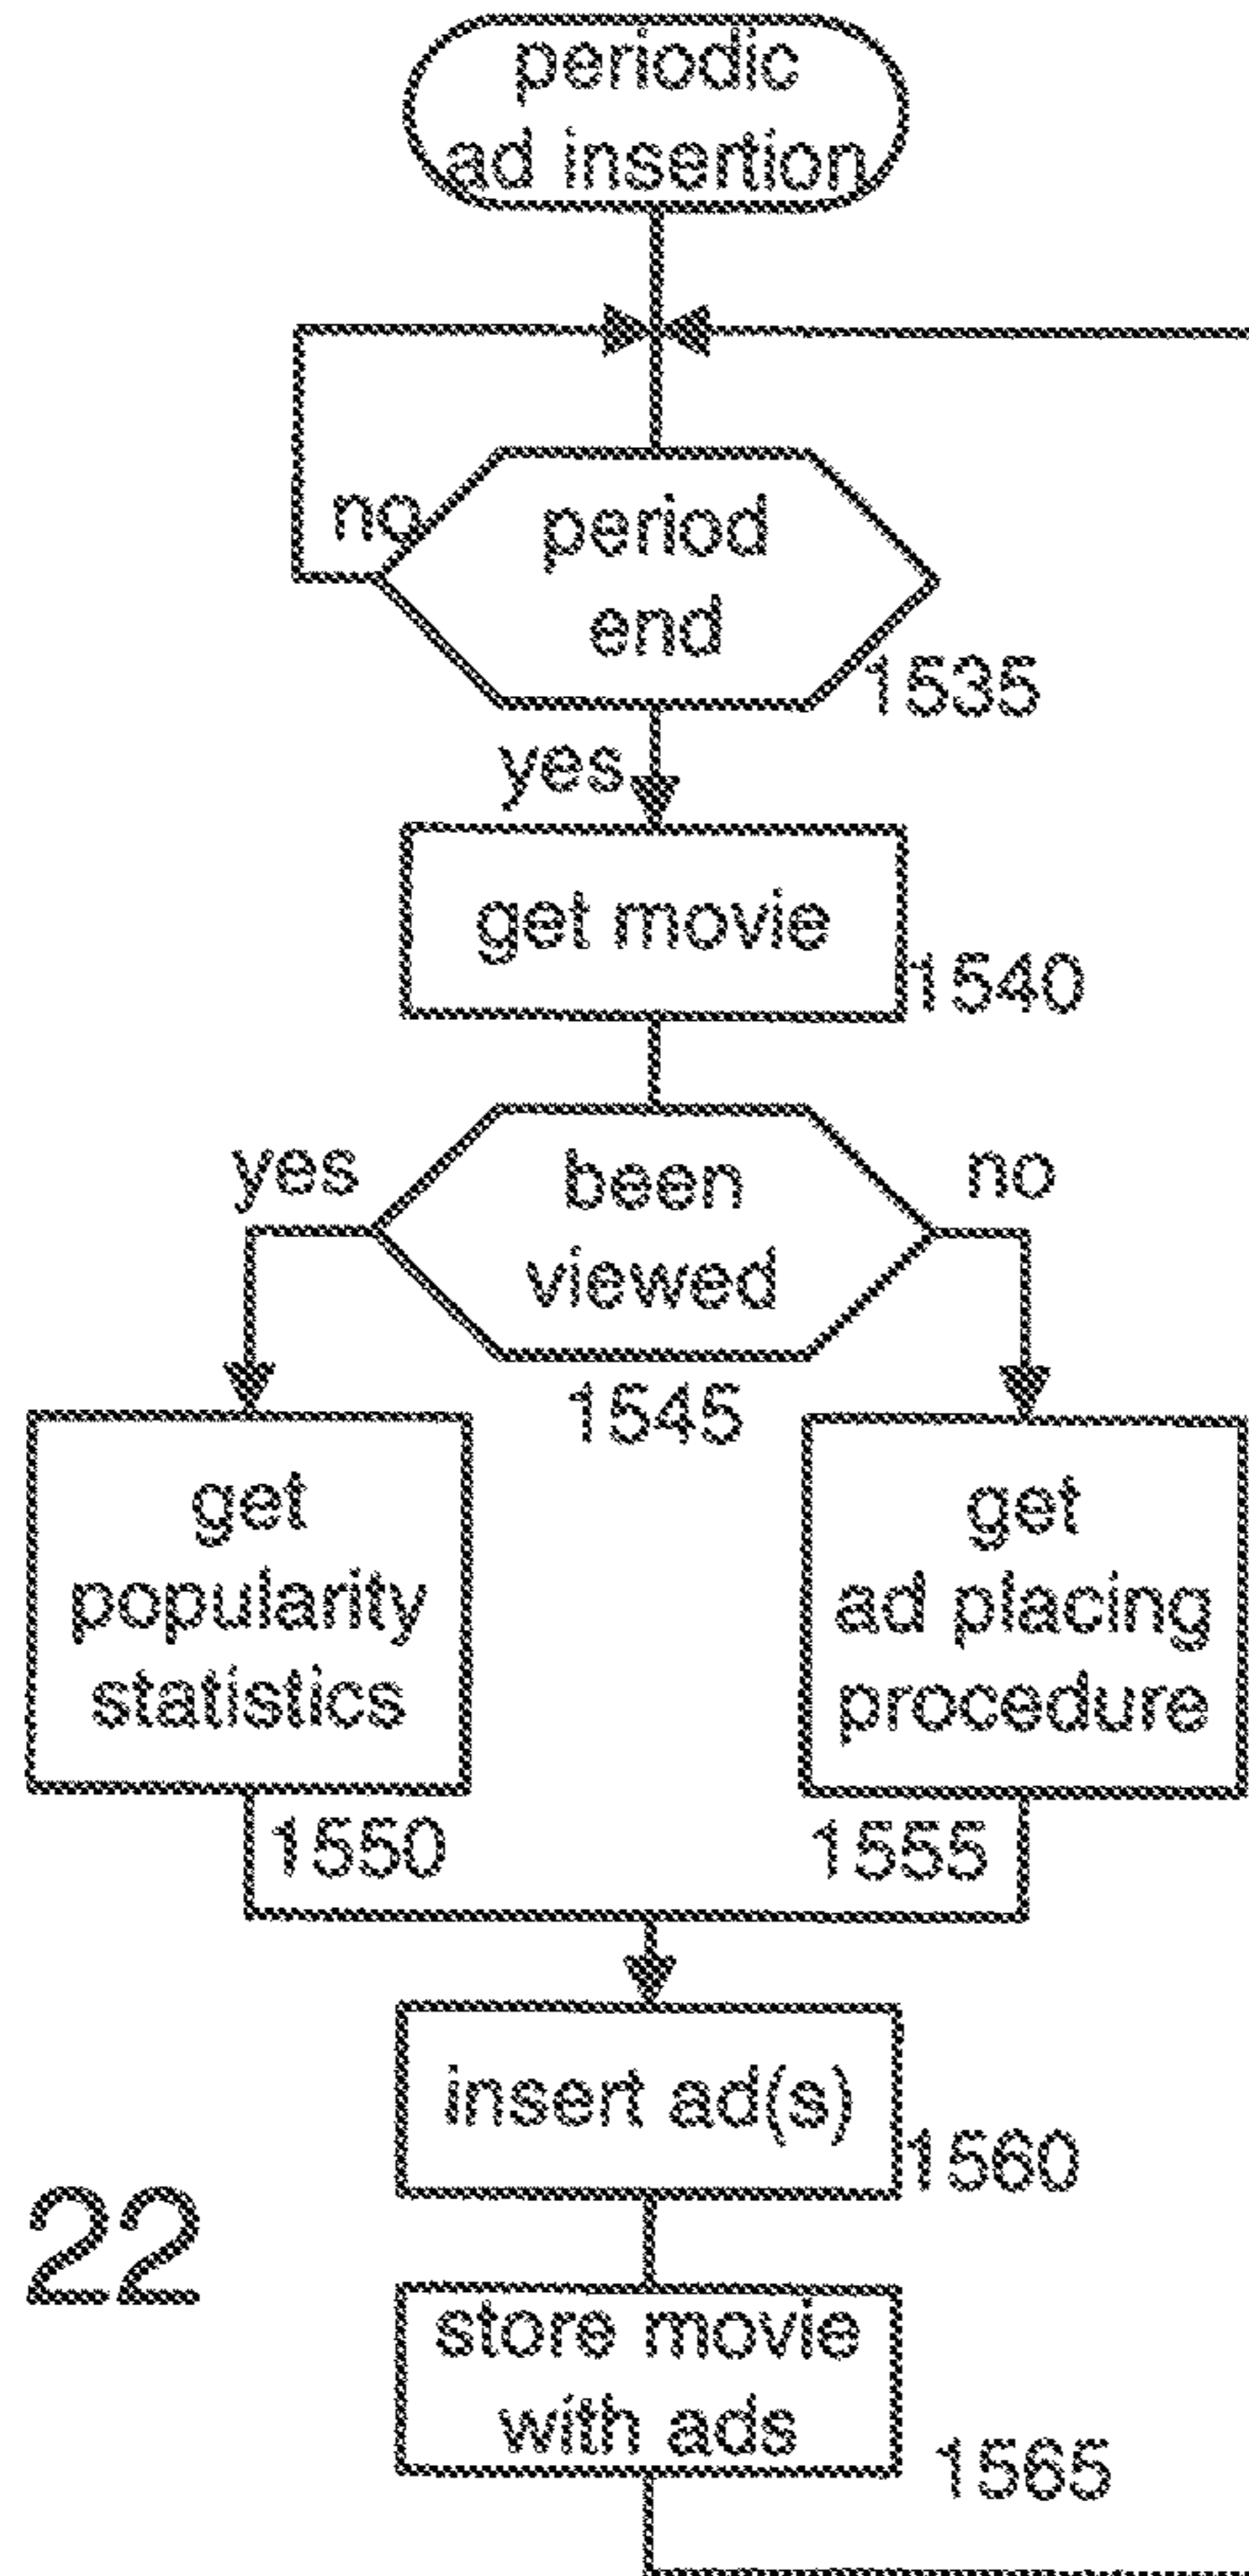 periodic
ad insertion
no
period
end
1535
yes
get movie
1540
yes
been
viewed
no
1545
get
popularity
statistics
1550
get
ad placing
procedure
1555
insert ad(s)
1560
22
store movie
with ads
1565